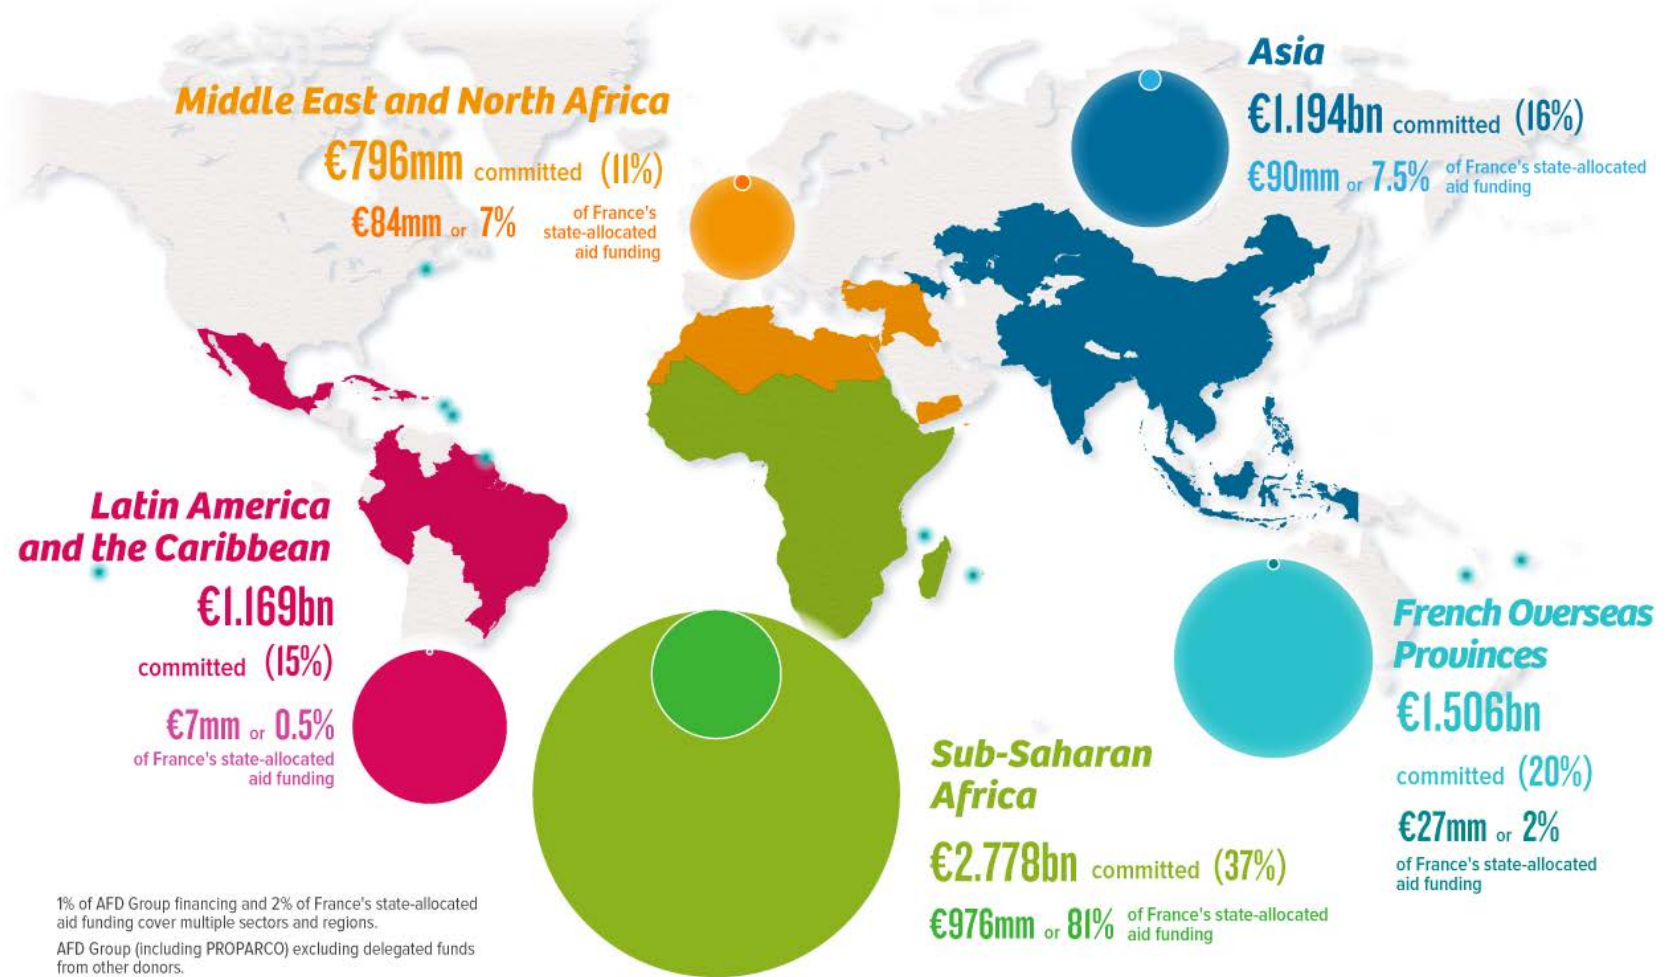 Middle East and North Africa
€796mm committed (11%)
€84mm or 7% of France's
state-allocated
aid funding
Asia
€1.194bn committed (16%)
€90mm or 7.5% of France's state-allocated
aid funding
Latin America
and the Caribbean
€1.169bn
committed (15%)
€7mm or 0.5%
of France's state-allocated
aid funding
French Overseas
Provinces
€1.506bn
committed (20%)
€27mm or 2%
of France's state-allocated
aid funding
Sub-Saharan
Africa
€2.778bn committed (37%)
€976mm or 81% of France's state-allocated
aid funding
1% of AFD Group financing and 2% of France's state-allocated
aid funding cover multiple sectors and regions.
AFD Group (including PROPARCO) excluding delegated funds
from other donors.